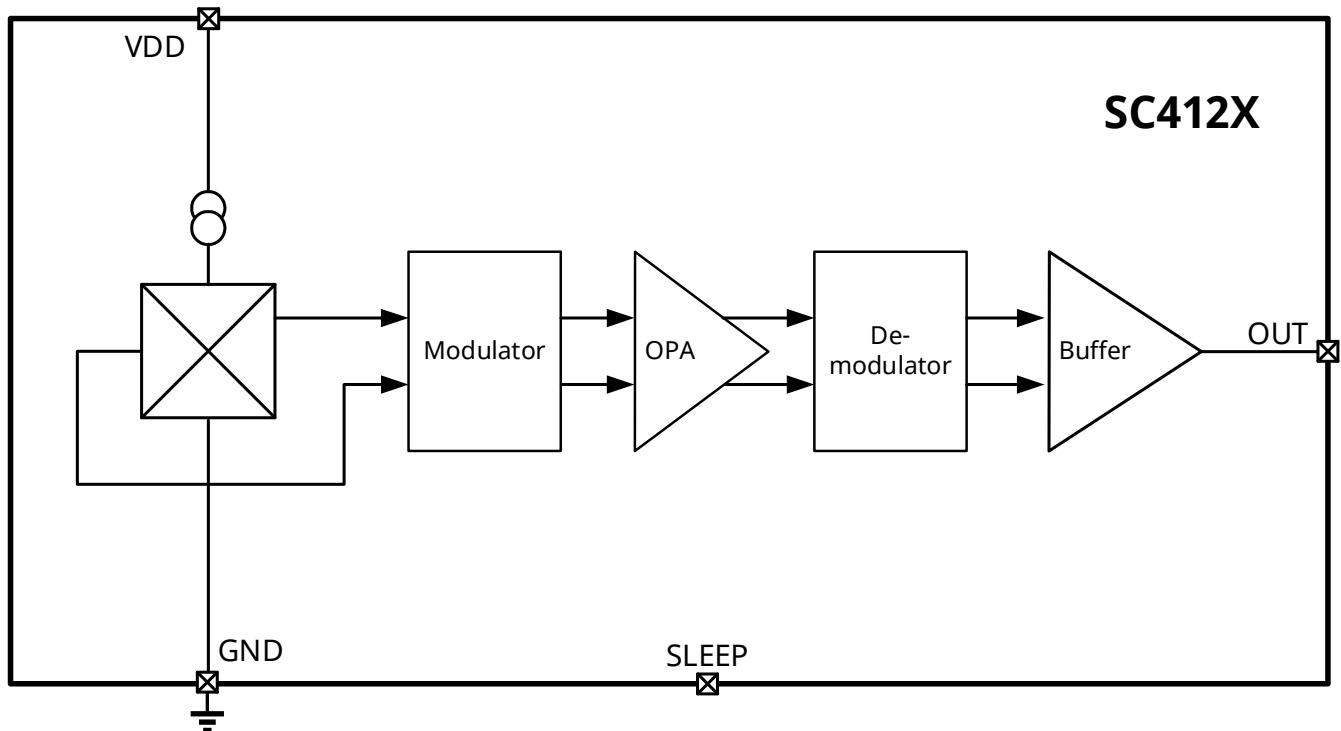 VDD
SC412X
Modulator
OPA
De-
modulator
Buffer
OUT
GND
SLEEP